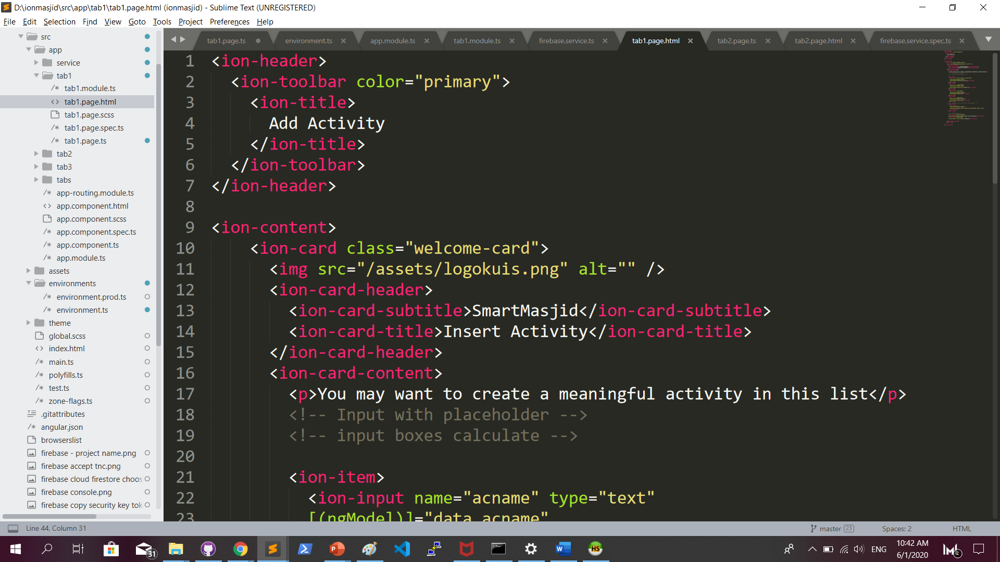 D:\ionmasjid\src\app\tab1\tab1.page.html (ionmasjid) - Sublime Text (UNREGISTERED)
File Edit Selection Find View Goto Tools Project Preferences Help
src
app
service
tab1
/* tab1.module.ts
<> tab1.page.html
tab1.page.scss
/* tab1.page.spec.ts
/* tab1.page.ts
tab2
tab3
tabs
/* app-routing.module.ts
<> app.component.html
app.component.scss
/* app.component.spec.ts
/* app.component.ts
/* app.module.ts
assets
environments
/* environment.prod.ts
/* environment.ts
theme
global.scss
<> index.html
/* main.ts
/* polyfills.ts
/* test.ts
/* zone-flags.ts
.gitattributes
/* angular.json
browserslist
firebase - project name.png
firebase accept tnc.png
firebase cloud firestore choos
firebase console.png
firebase copy security key tok
tab1.page.ts environment.ts app.module.ts tab1.module.ts firebase.service.ts tab1.page.html tab2.page.ts tab2.page.html firebase.service.spec.ts
1 <ion-header>
2 <ion-toolbar color="primary">
3 <ion-title>
4 Add Activity
5 </ion-title>
6 </ion-toolbar>
7 </ion-header>
8
9 <ion-content>
10 <ion-card class="welcome-card">
11 <img src="/assets/logokuis.png" alt="" />
12 <ion-card-header>
13 <ion-card-subtitle>SmartMasjid</ion-card-subtitle>
14 <ion-card-title>Insert Activity</ion-card-title>
15 </ion-card-header>
16 <ion-card-content>
17 <p>You may want to create a meaningful activity in this list</p>
18 <!-- Input with placeholder -->
19 <!-- input boxes calculate -->
20
21 <ion-item>
22 <ion-input name="acname" type="text"
23 [(ngModel)]="data.acname"
Line 44, Column 31
master 23
Spaces: 2
HTML
31
HS
ENG
10:42 AM
6/1/2020
2